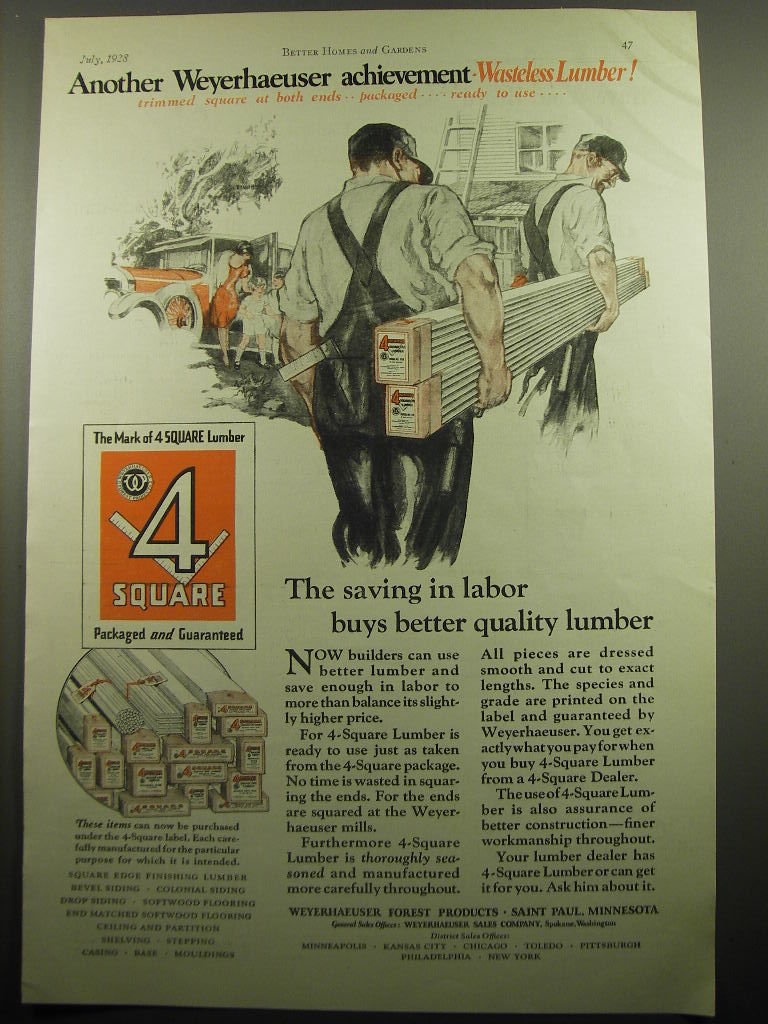 July, 1928
BETTER HOMES and GARDENS
47
Another Weyerhaeuser achievement-Wasteless Lumber!
trimmed square at both ends·· packaged ···· ready to use ····
The Mark of 4 SQUARE Lumber
4
SQUARE
Packaged and Guaranteed
These items can now be purchased
under the 4-Square label. Each care-
fully manufactured for the particular
purpose for which it is intended.
SQUARE EDGE FINISHING LUMBER
BEVEL SIDING · COLONIAL SIDING
DROP SIDING · SOFTWOOD FLOORING
END MATCHED SOFTWOOD FLOORING
CEILING AND PARTITION
SHELVING · STEPPING
CASING · BASE · MOULDINGS
The saving in labor
buys better quality lumber
NOW builders can use
better lumber and
save enough in labor to
more than balance its slight-
ly higher price.
For 4-Square Lumber is
ready to use just as taken
from the 4-Square package.
No time is wasted in squar-
ing the ends. For the ends
are squared at the Weyer-
haeuser mills.
Furthermore 4-Square
Lumber is thoroughly sea-
soned and manufactured
more carefully throughout.
All pieces are dressed
smooth and cut to exact
lengths. The species and
grade are printed on the
label and guaranteed by
Weyerhaeuser. You get ex-
actly what you pay for when
you buy 4-Square Lumber
from a 4-Square Dealer.
The use of 4-Square Lum-
ber is also assurance of
better construction—finer
workmanship throughout.
Your lumber dealer has
4-Square Lumber or can get
it for you. Ask him about it.
WEYERHAEUSER FOREST PRODUCTS · SAINT PAUL, MINNESOTA
General Sales Offices: WEYERHAEUSER SALES COMPANY, Spokane, Washington
District Sales Offices:
MINNEAPOLIS · KANSAS CITY · CHICAGO · TOLEDO · PITTSBURGH
PHILADELPHIA · NEW YORK